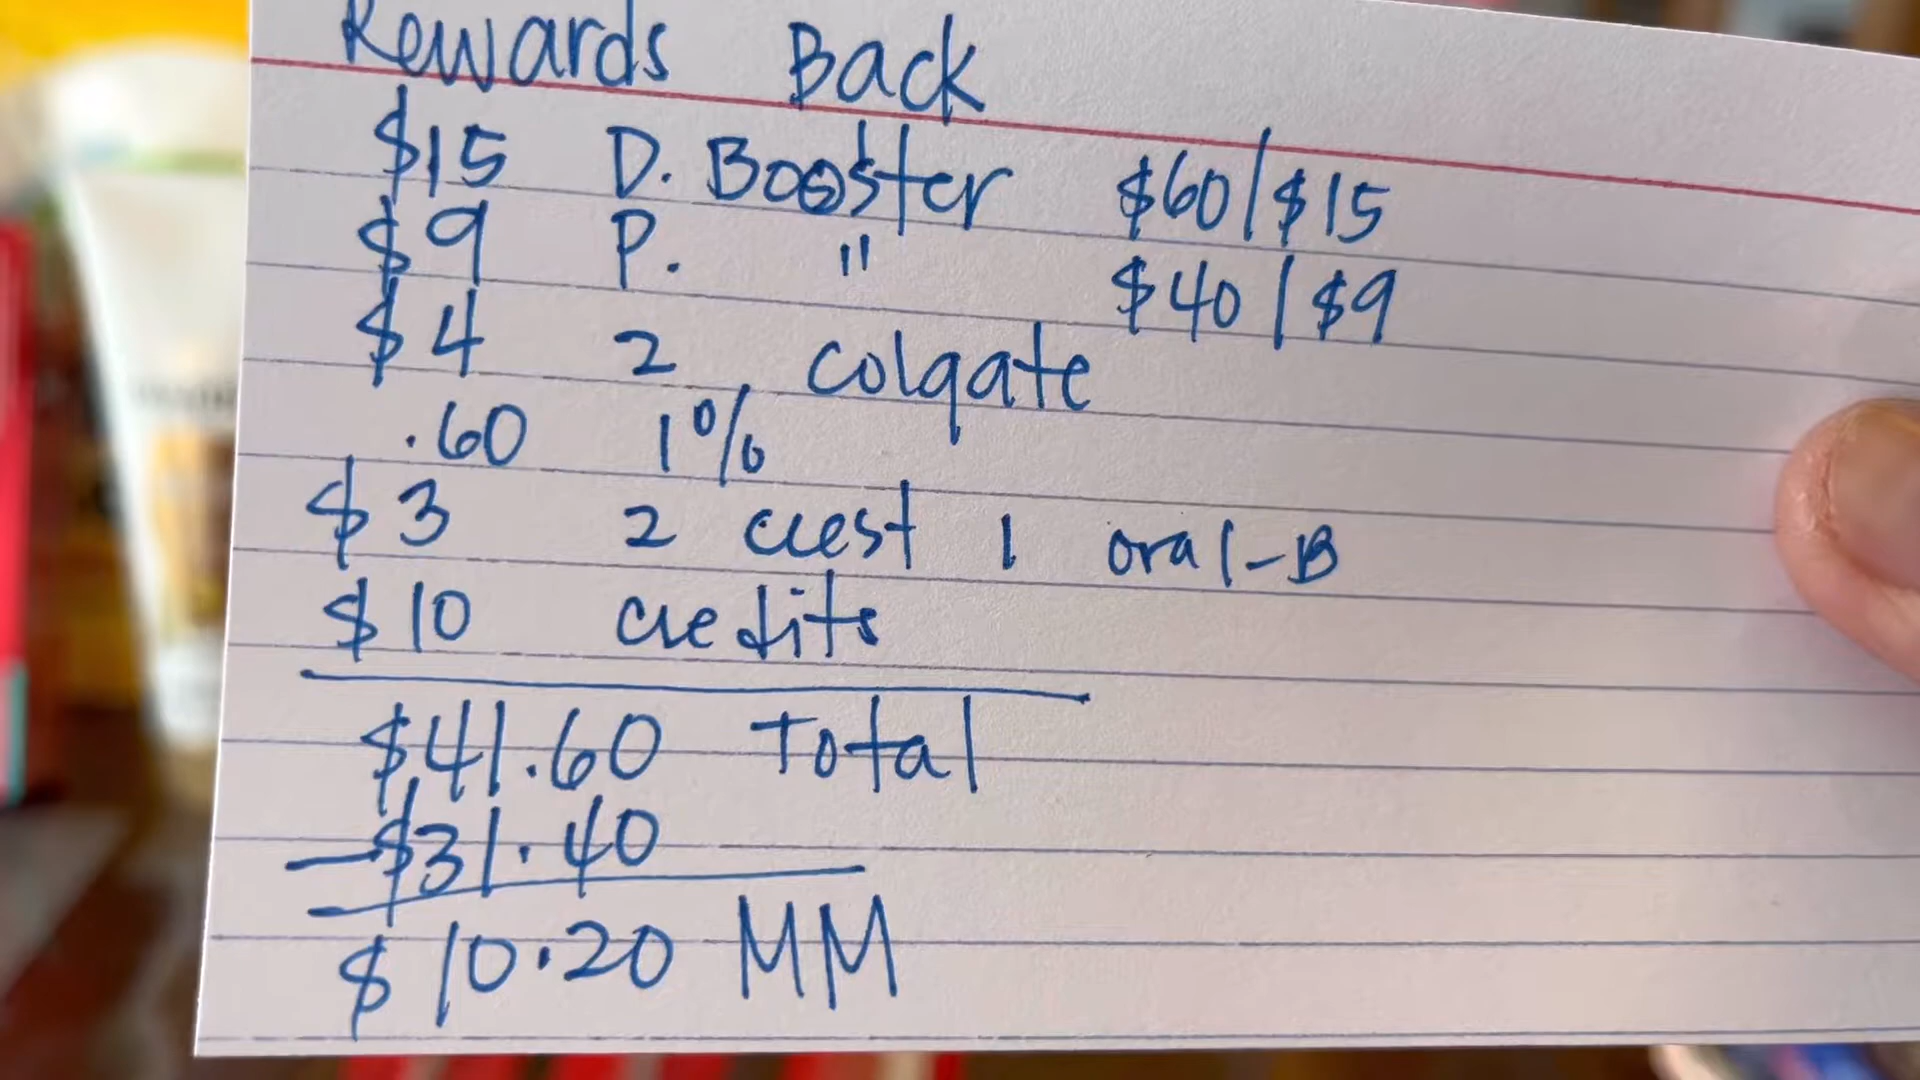 Rewards Back
$15 D. Booster $60/$15
$9 P. " $40/$9
$4 2 colgate
.60 1%
$3 2 crest 1 oral-B
$10 credits
$41.60 Total
-$31.40
$10.20 MM